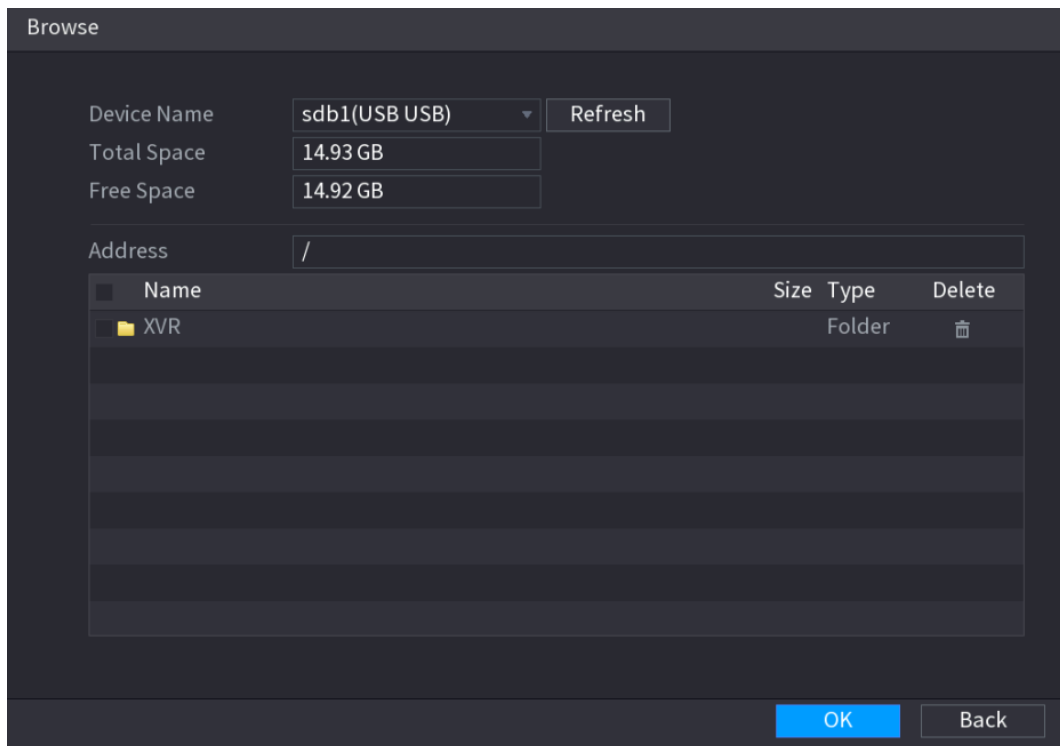 Browse
Device Name sdb1(USB USB) Refresh
Total Space 14.93 GB
Free Space 14.92 GB
Address /
Name Size Type Delete
XVR Folder
OK Back